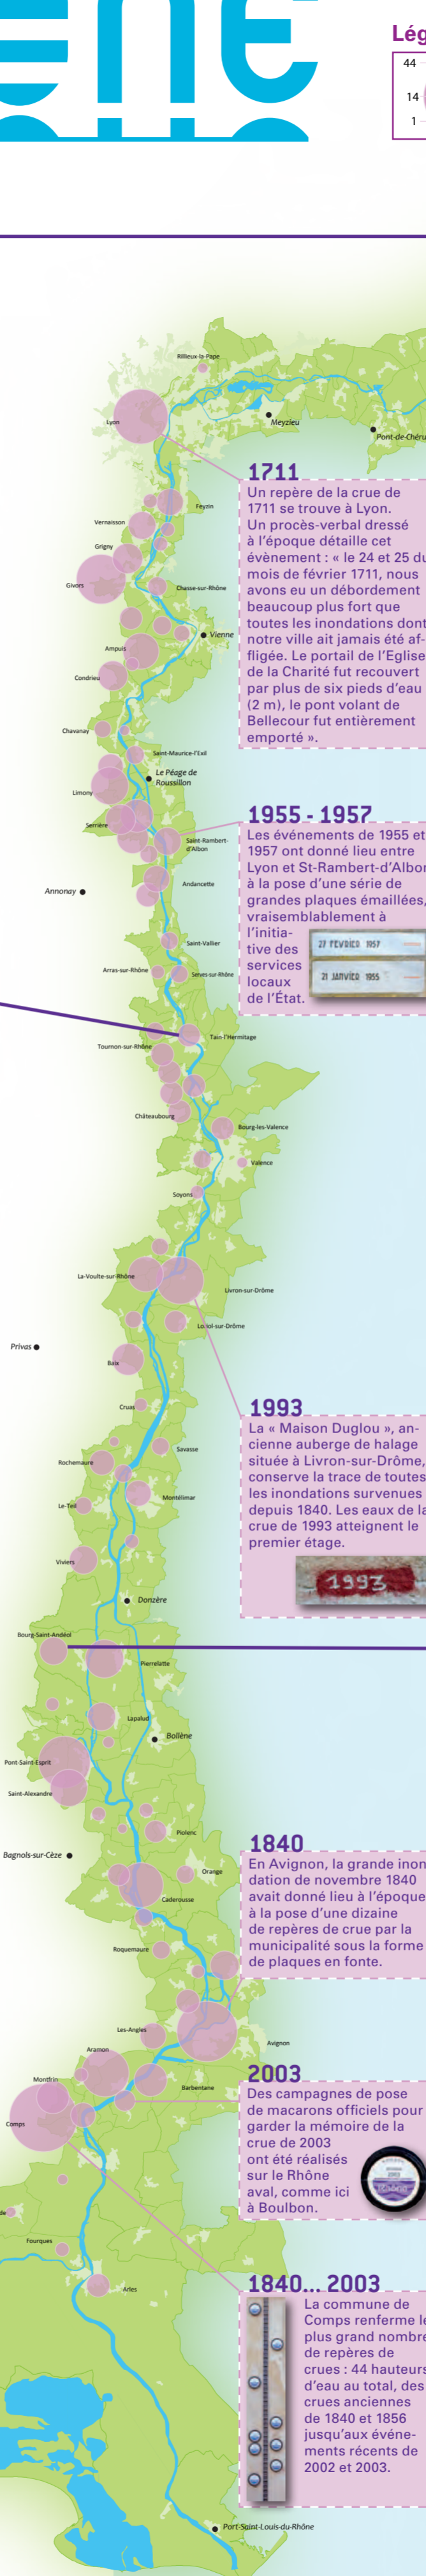 Lég
44
14
1
Rillieux-la-Pape
Lyon
Meyzieu
Pont-de-Chéru
1711
Un repère de la crue de
1711 se trouve à Lyon.
Un procès-verbal dressé
à l'époque détaille cet
évènement : « le 24 et 25 du
mois de février 1711, nous
avons eu un débordement
beaucoup plus fort que
toutes les inondations dont
notre ville ait jamais été af-
fligée. Le portail de l'Eglise
de la Charité fut recouvert
par plus de six pieds d'eau
(2 m), le pont volant de
Bellecour fut entièrement
emporté ».
Feyzin
Vernaisson
Grigny
Givors
Chasse-sur-Rhône
Vienne
Ampuis
Condrieu
Chavanay
Saint-Maurice-l'Exil
Le Péage de
Roussillon
Limony
Serrière
Saint-Rambert-
d'Albon
1955 - 1957
Les événements de 1955 et
1957 ont donné lieu entre
Lyon et St-Rambert-d'Albon
à la pose d'une série de
grandes plaques émaillées,
vraisemblablement à
l'initia-
tive des
services
locaux
de l'État.
27 FEVRIER 1957
21 JANVIER 1955
Andancette
Annonay
Saint-Vallier
Arras-sur-Rhône
Serves-sur-Rhône
Tain-l'Hermitage
Tournon-sur-Rhône
Châteaubourg
Bourg-les-Valence
Valence
Soyons
La-Voulte-sur-Rhône
Livron-sur-Drôme
Loriol-sur-Drôme
Privas
Baix
1993
La « Maison Duglou », an-
cienne auberge de halage
située à Livron-sur-Drôme,
conserve la trace de toutes
les inondations survenues
depuis 1840. Les eaux de la
crue de 1993 atteignent le
premier étage.
1993
Cruas
Savasse
Rochemaure
Montélimar
Le-Teil
Viviers
Donzère
Bourg-Saint-Andéol
Pierrelatte
Lapalud
Bollène
Pont-Saint-Esprit
Saint-Alexandre
Piolenc
Bagnols-sur-Cèze
Orange
Caderousse
1840
En Avignon, la grande inon-
dation de novembre 1840
avait donné lieu à l'époque
à la pose d'une dizaine
de repères de crue par la
municipalité sous la forme
de plaques en fonte.
Roquemaure
Les-Angles
Avignon
Aramon
Barbentane
Montfrin
Comps
2003
Des campagnes de pose
de macarons officiels pour
garder la mémoire de la
crue de 2003
ont été réalisés
sur le Rhône
aval, comme ici
à Boulbon.
de
Fourques
Arles
1840... 2003
La commune de
Comps renferme le
plus grand nombre
de repères de
crues : 44 hauteurs
d'eau au total, des
crues anciennes
de 1840 et 1856
jusqu'aux événe-
ments récents de
2002 et 2003.
Port-Saint-Louis-du-Rhône